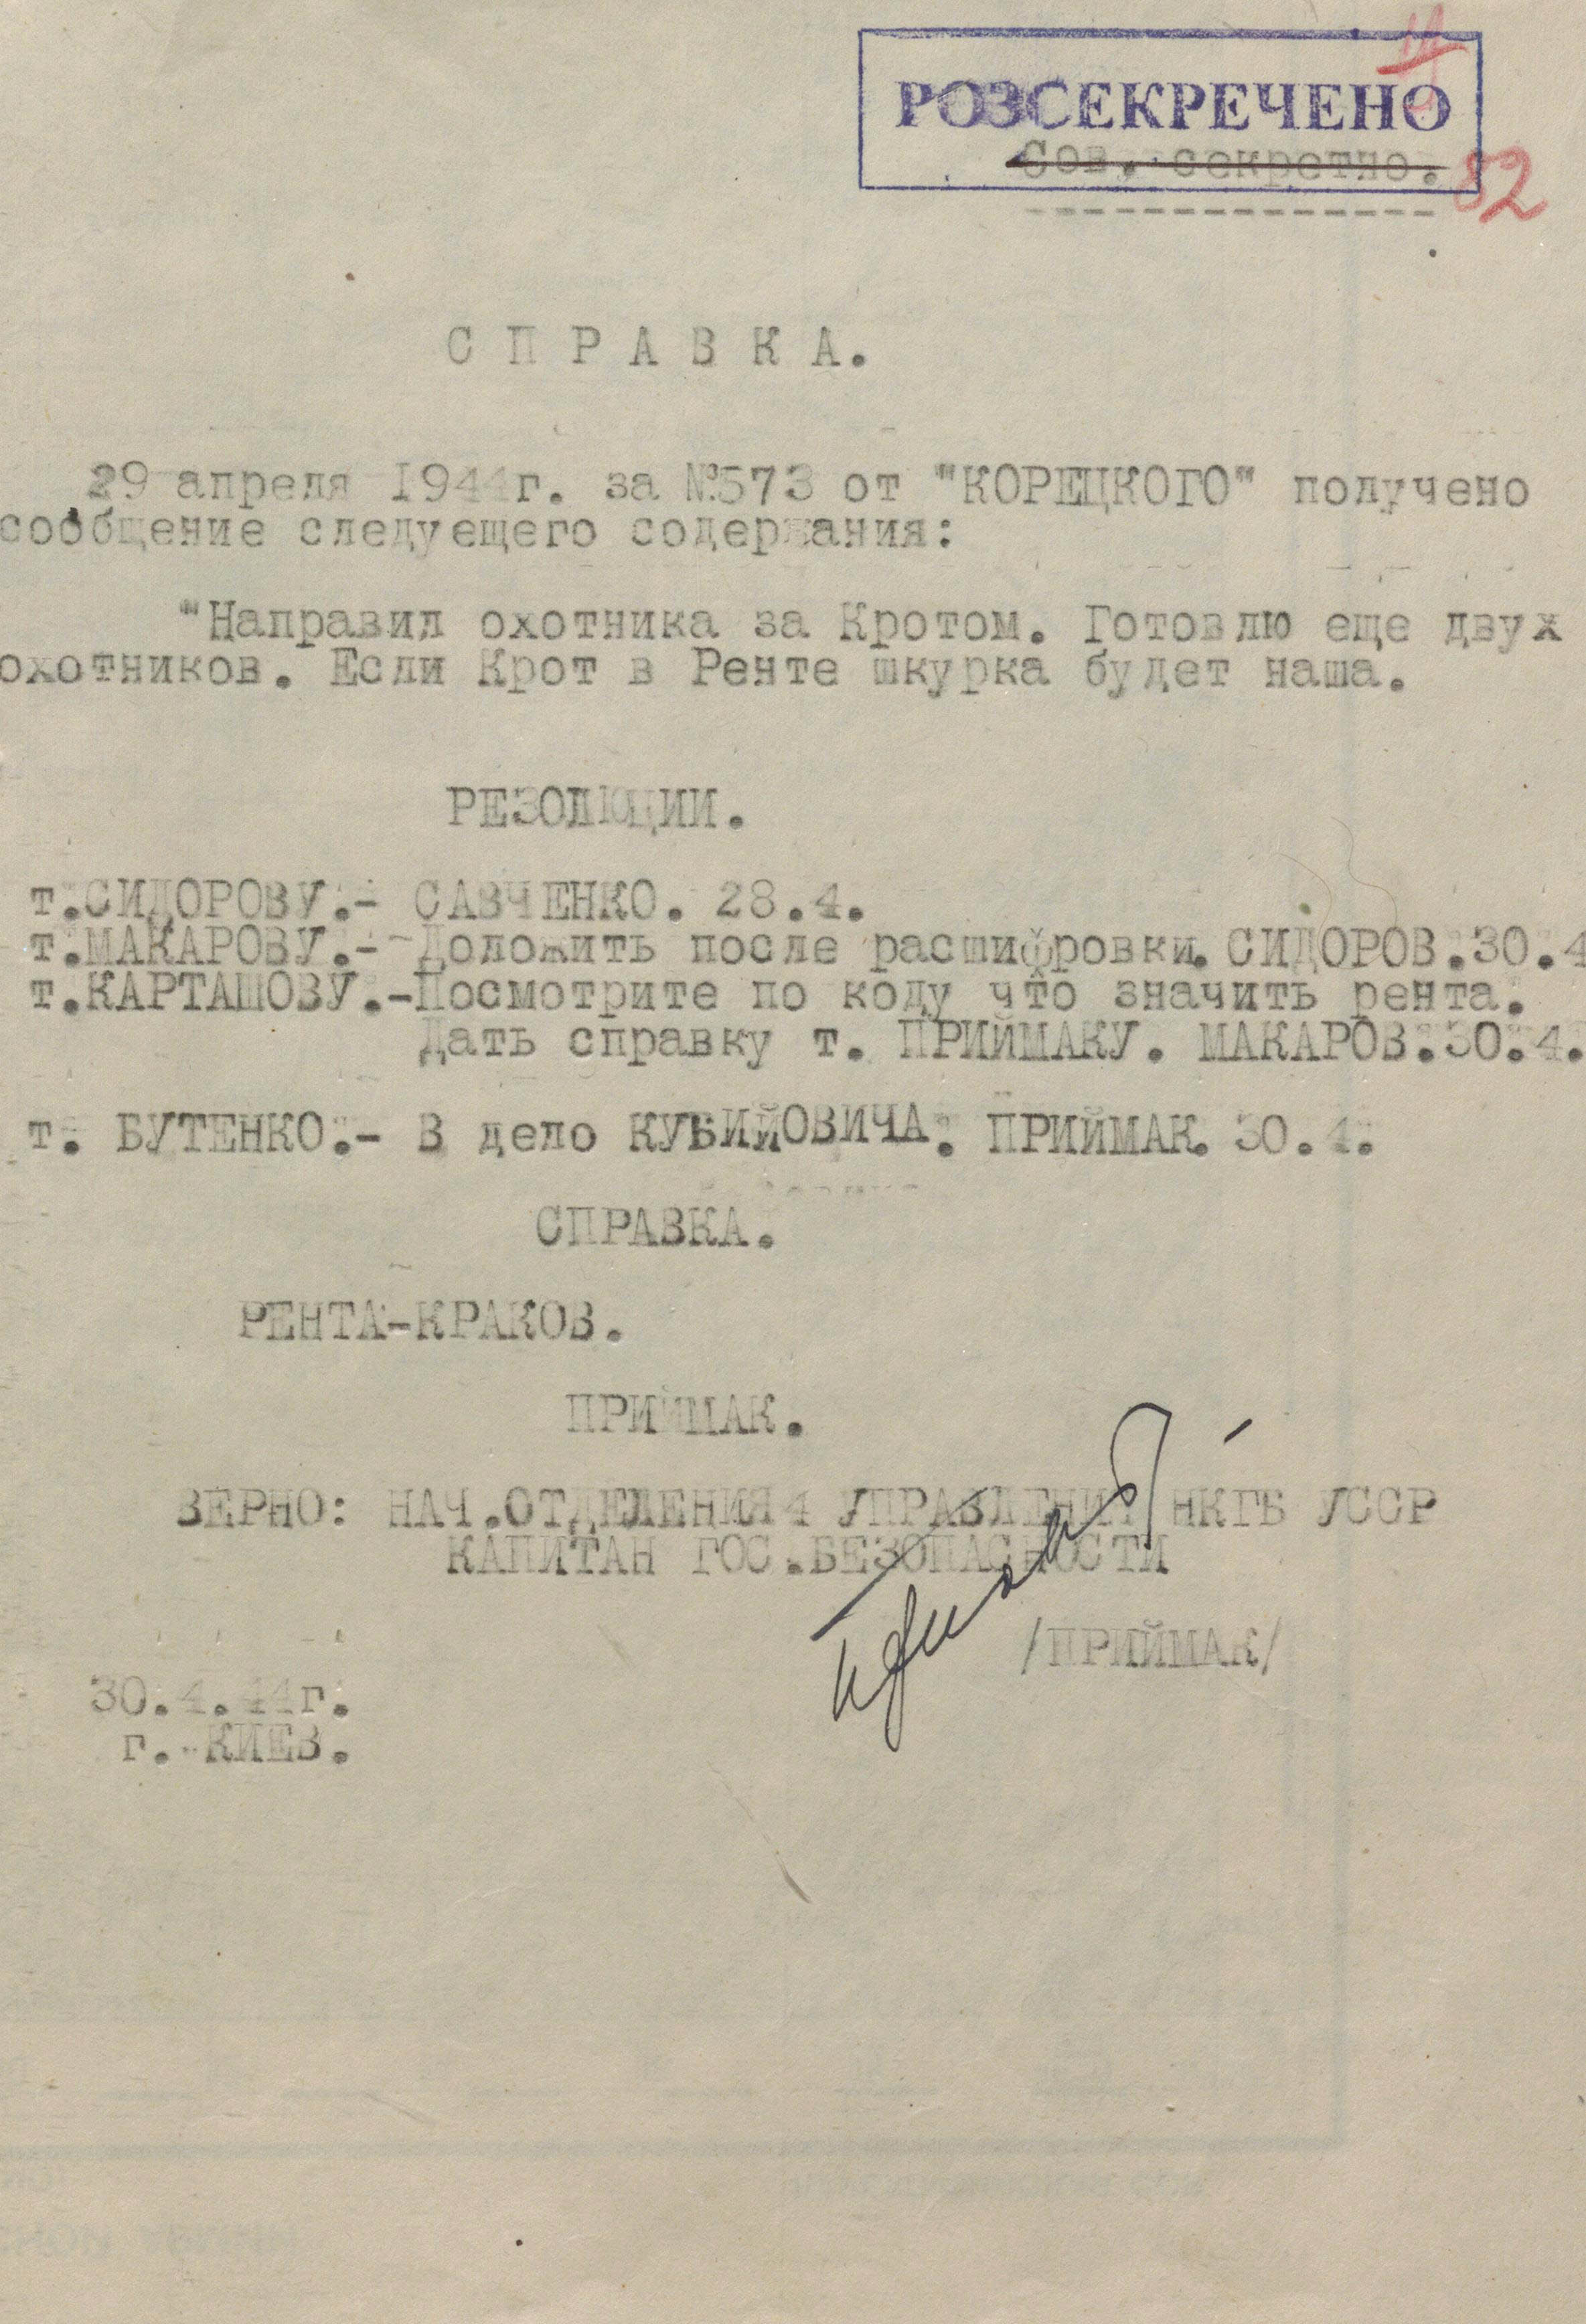 РОЗСЕКРЕЧЕНО
Сов. секретно.
82
СПРАВКА.
29 апреля 1944г. за №573 от "КОРЕЦКОГО" получено
сообщение следуещего содержания:
"Направил охотника за Кротом. Готовлю еще двух
охотников. Если Крот в Ренте шкурка будет наша.
РЕЗОЛЮЦИИ.
т.СИДОРОВУ.- САВЧЕНКО. 28.4.
т.МАКАРОВУ.- Доложить после расшифровки. СИДОРОВ.30.4
т.КАРТАШОВУ.-Посмотрите по коду что значить рента.
Дать справку т. ПРИЙМАКУ. МАКАРОВ.30.4.
т. БУТЕНКО.- В дело КУБИЙОВИЧА. ПРИЙМАК. 30.4.
СПРАВКА.
РЕНТА-КРАКОВ.
ПРИЙМАК.
ВЕРНО: НАЧ.ОТДЕЛЕНИЯ 4 УПРАВЛЕНИЯ НКГБ УССР
КАПИТАН ГОС.БЕЗОПАСНОСТИ
/ПРИЙМАК/
30.4.44г.
г. КИЕВ.